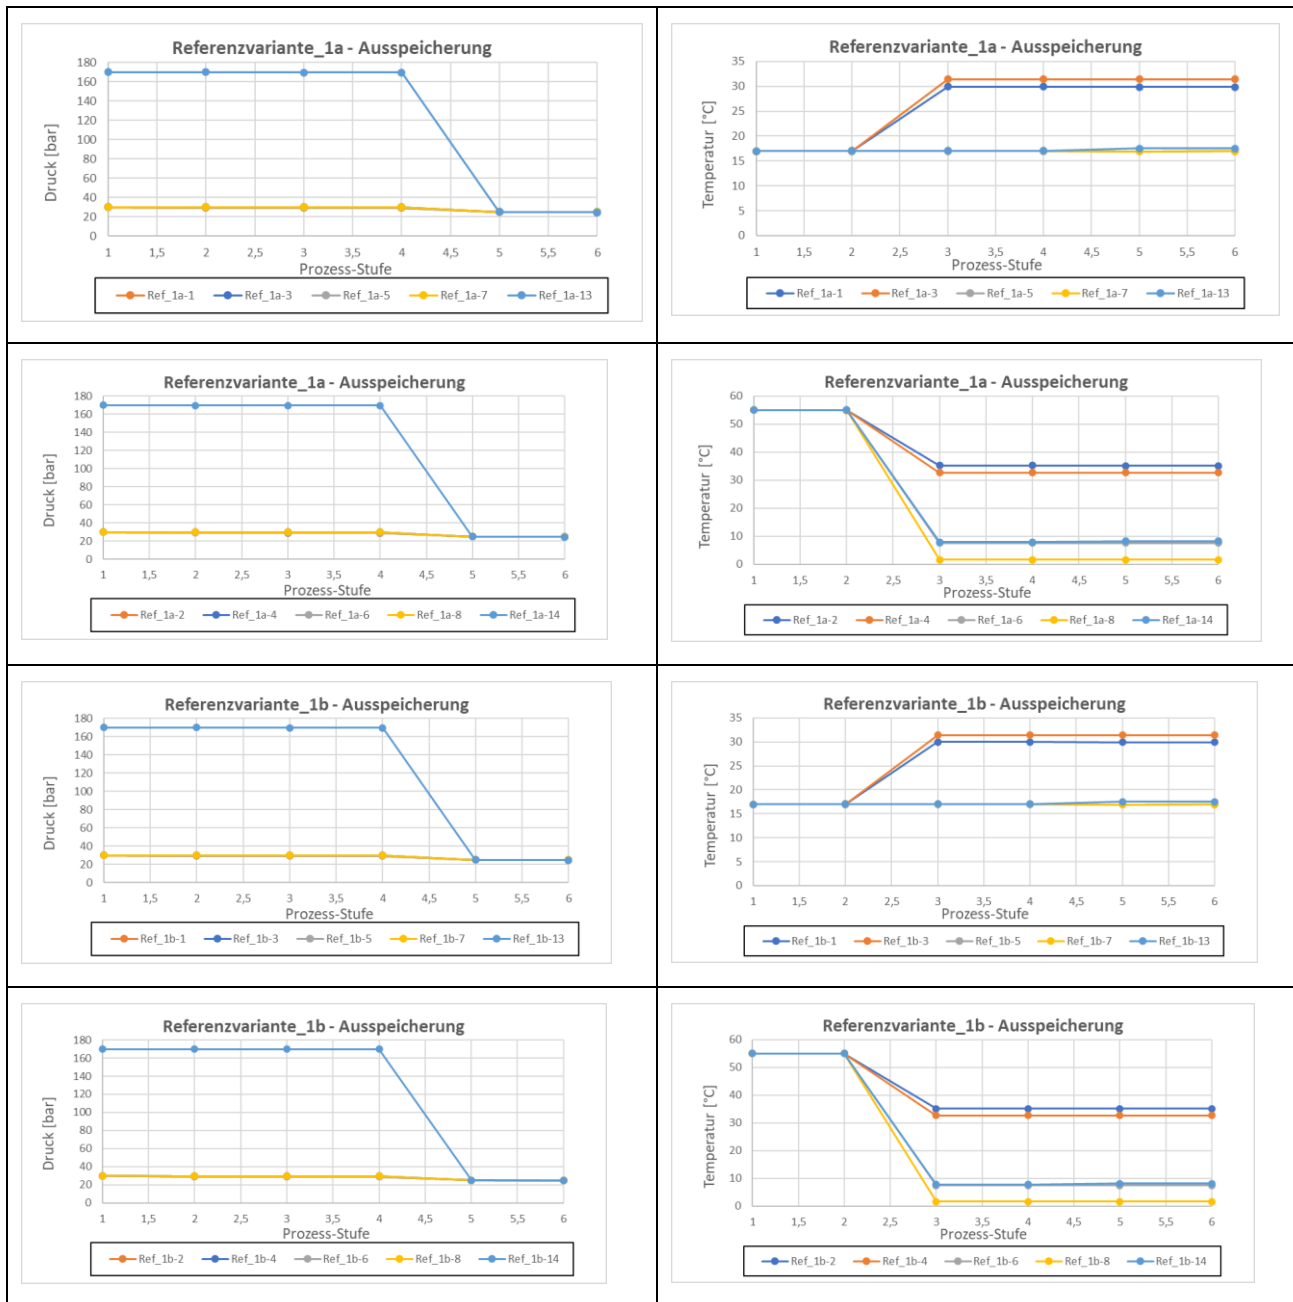 Referenzvariante_1a - Ausspeicherung
Druck [bar]
180
160
140
120
100
80
60
40
20
0
1 1,5 2 2,5 3 3,5 4 4,5 5 5,5 6
Prozess-Stufe
Ref_1a-1 Ref_1a-3 Ref_1a-5 Ref_1a-7 Ref_1a-13
Referenzvariante_1a - Ausspeicherung
Temperatur [°C]
35
30
25
20
15
10
5
0
1 1,5 2 2,5 3 3,5 4 4,5 5 5,5 6
Prozess-Stufe
Ref_1a-1 Ref_1a-3 Ref_1a-5 Ref_1a-7 Ref_1a-13
Referenzvariante_1a - Ausspeicherung
Druck [bar]
180
160
140
120
100
80
60
40
20
0
1 1,5 2 2,5 3 3,5 4 4,5 5 5,5 6
Prozess-Stufe
Ref_1a-2 Ref_1a-4 Ref_1a-6 Ref_1a-8 Ref_1a-14
Referenzvariante_1a - Ausspeicherung
Temperatur [°C]
60
50
40
30
20
10
0
1 1,5 2 2,5 3 3,5 4 4,5 5 5,5 6
Prozess-Stufe
Ref_1a-2 Ref_1a-4 Ref_1a-6 Ref_1a-8 Ref_1a-14
Referenzvariante_1b - Ausspeicherung
Druck [bar]
180
160
140
120
100
80
60
40
20
0
1 1,5 2 2,5 3 3,5 4 4,5 5 5,5 6
Prozess-Stufe
Ref_1b-1 Ref_1b-3 Ref_1b-5 Ref_1b-7 Ref_1b-13
Referenzvariante_1b - Ausspeicherung
Temperatur [°C]
35
30
25
20
15
10
5
0
1 1,5 2 2,5 3 3,5 4 4,5 5 5,5 6
Prozess-Stufe
Ref_1b-1 Ref_1b-3 Ref_1b-5 Ref_1b-7 Ref_1b-13
Referenzvariante_1b - Ausspeicherung
Druck [bar]
180
160
140
120
100
80
60
40
20
0
1 1,5 2 2,5 3 3,5 4 4,5 5 5,5 6
Prozess-Stufe
Ref_1b-2 Ref_1b-4 Ref_1b-6 Ref_1b-8 Ref_1b-14
Referenzvariante_1b - Ausspeicherung
Temperatur [°C]
60
50
40
30
20
10
0
1 1,5 2 2,5 3 3,5 4 4,5 5 5,5 6
Prozess-Stufe
Ref_1b-2 Ref_1b-4 Ref_1b-6 Ref_1b-8 Ref_1b-14